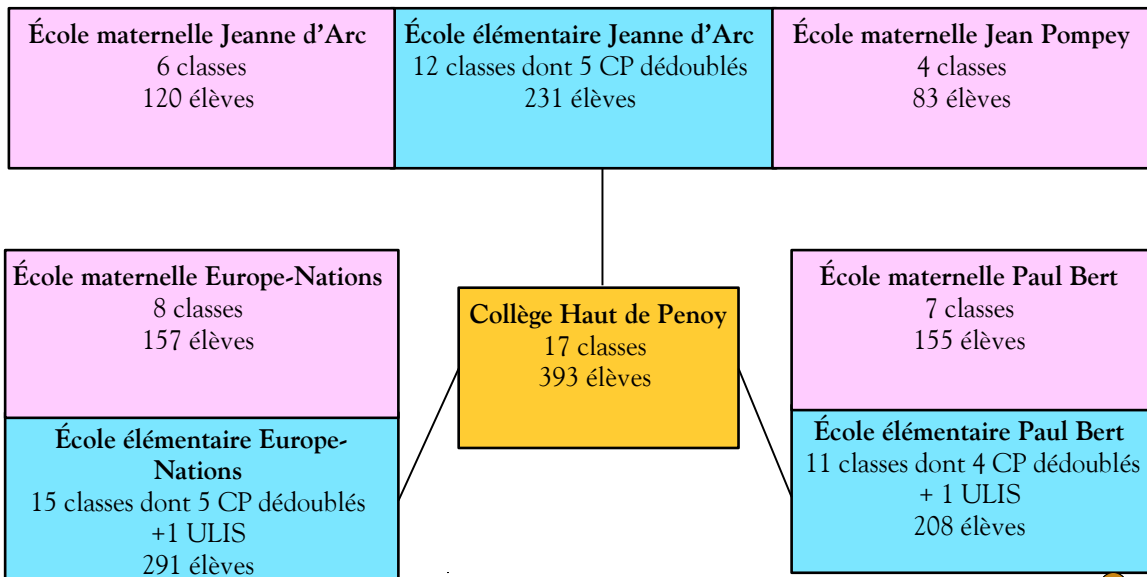 École maternelle Jeanne d’Arc
6 classes
120 élèves
École élémentaire Jeanne d’Arc
12 classes dont 5 CP dédoublés
231 élèves
École maternelle Jean Pompey
4 classes
83 élèves
École maternelle Europe-Nations
8 classes
157 élèves
École élémentaire Europe-
Nations
15 classes dont 5 CP dédoublés
+1 ULIS
291 élèves
Collège Haut de Penoy
17 classes
393 élèves
École maternelle Paul Bert
7 classes
155 élèves
École élémentaire Paul Bert
11 classes dont 4 CP dédoublés
+ 1 ULIS
208 élèves